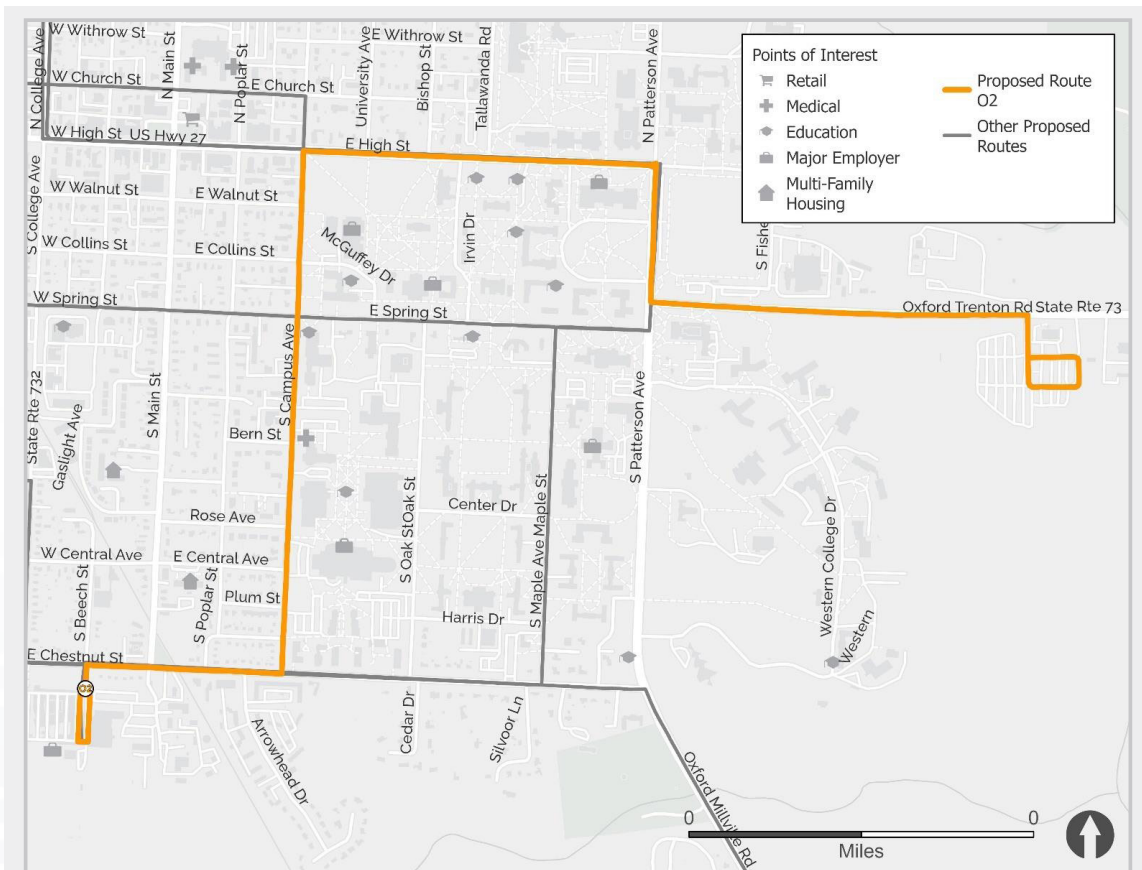 W Withrow St
E Withrow St
N College Ave
N Main St
N Poplar St
University Ave
Bishop St
Tallawanda Rd
N Patterson Ave
W Church St
E Church St
W High St US Hwy 27
E High St
Points of Interest
Retail
Medical
Education
Major Employer
Multi-Family
Housing
Proposed Route
O2
Other Proposed
Routes
S College Ave
W Walnut St
E Walnut St
W Collins St
E Collins St
McGuffey Dr
Irvin Dr
W Spring St
E Spring St
Oxford Trenton Rd State Rte 73
State Rte 732
Gaslight Ave
S Main St
S Campus Ave
Bern St
S Patterson Ave
Rose Ave
Center Dr
S Oak St Oak St
S Maple Ave Maple St
W Central Ave
E Central Ave
S Beech St
S Poplar St
Plum St
Harris Dr
Western College Dr
Western
E Chestnut St
O2
Arrowhead Dr
Cedar Dr
Silvoor Ln
Oxford Millville Rd
0 0
Miles